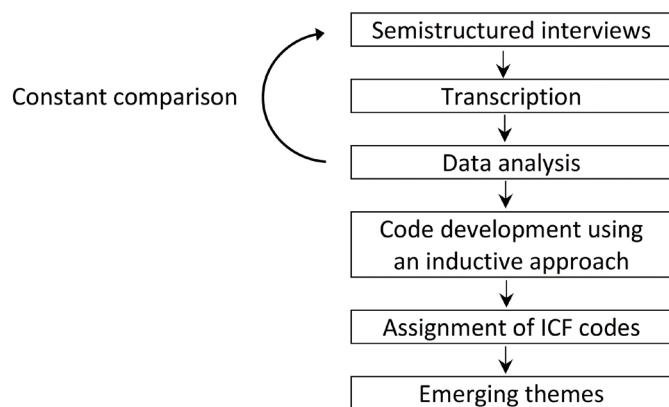 Semistructured interviews
Constant comparison
Transcription
Data analysis
Code development using
an inductive approach
Assignment of ICF codes
Emerging themes